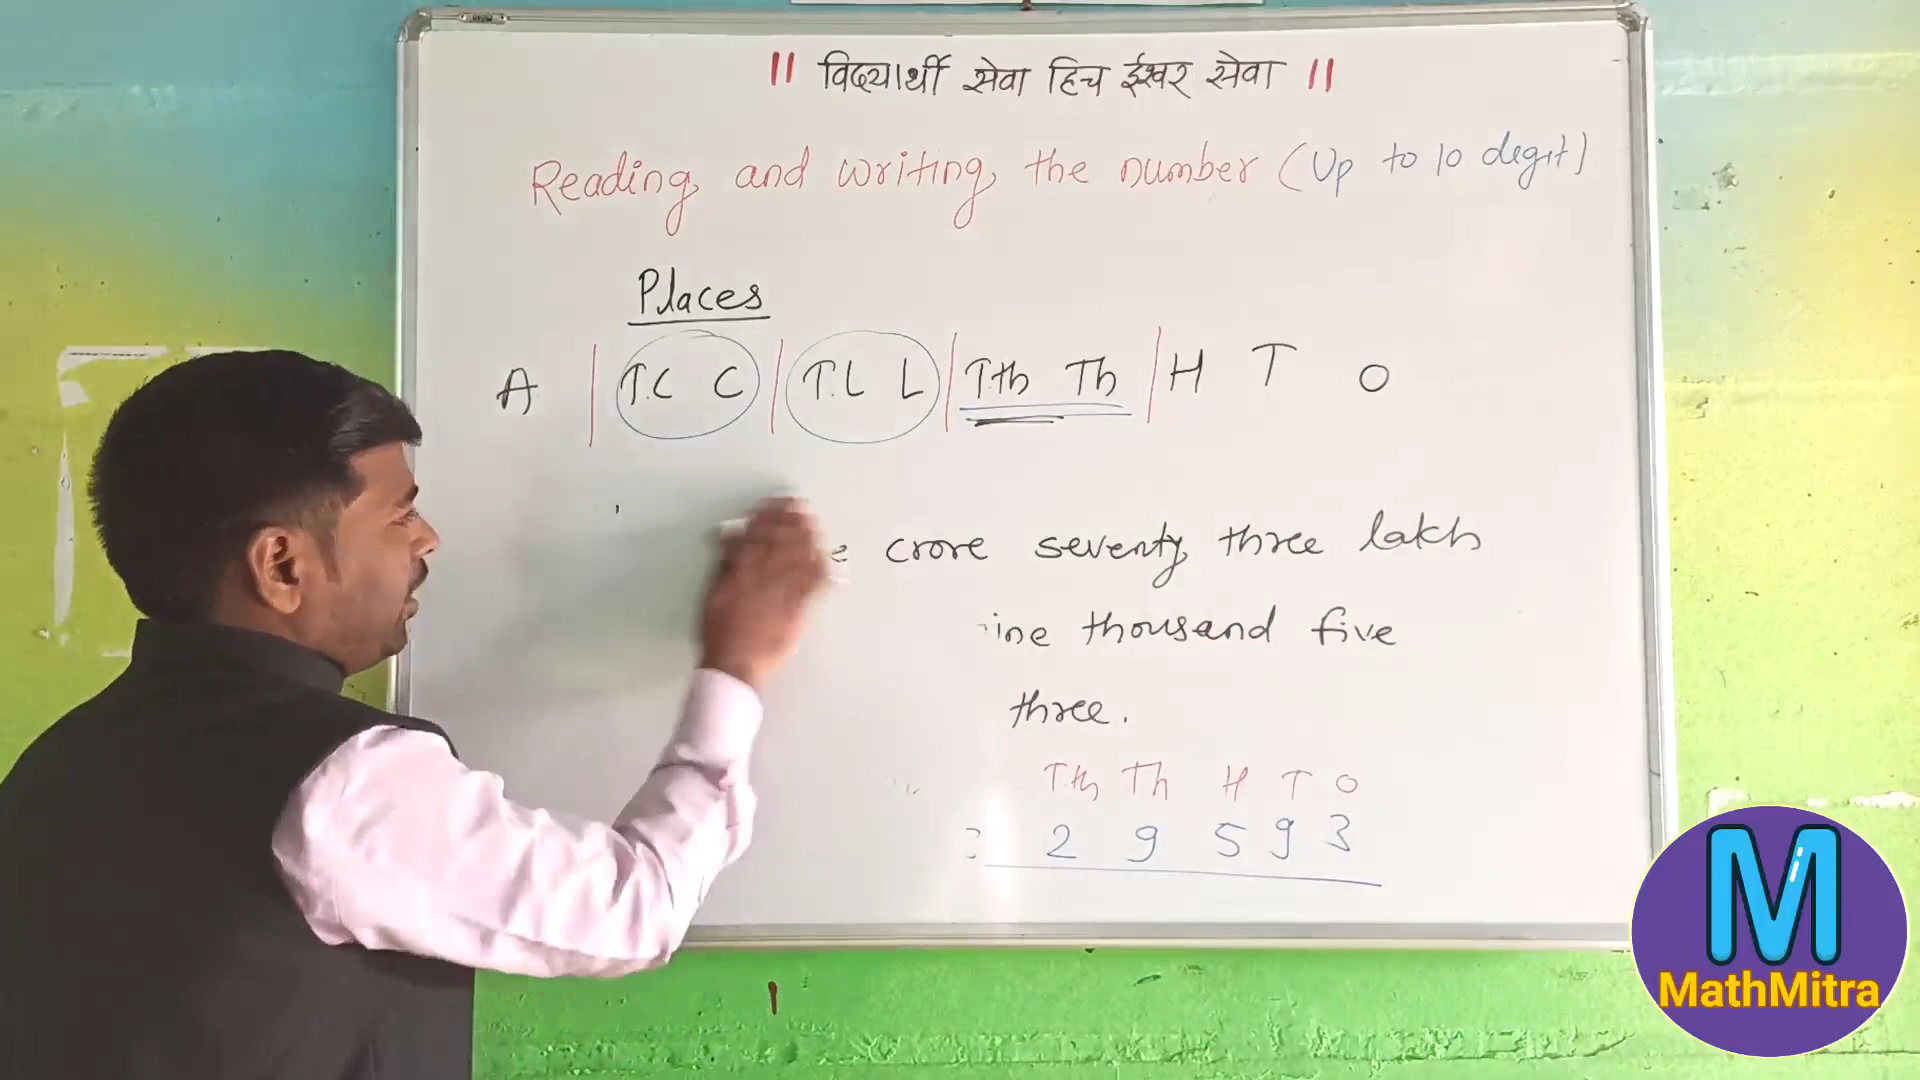 || विद्यार्थी सेवा हिच ईश्वर सेवा ||
Reading and writing the number (Up to 10 degit)
Places
A | T.C C | T.L L | T.th Th | H T O
crore seventy three lakh
ine thousand five
three.
T.th Th H T O
2 9 5 9 3
M
MathMitra